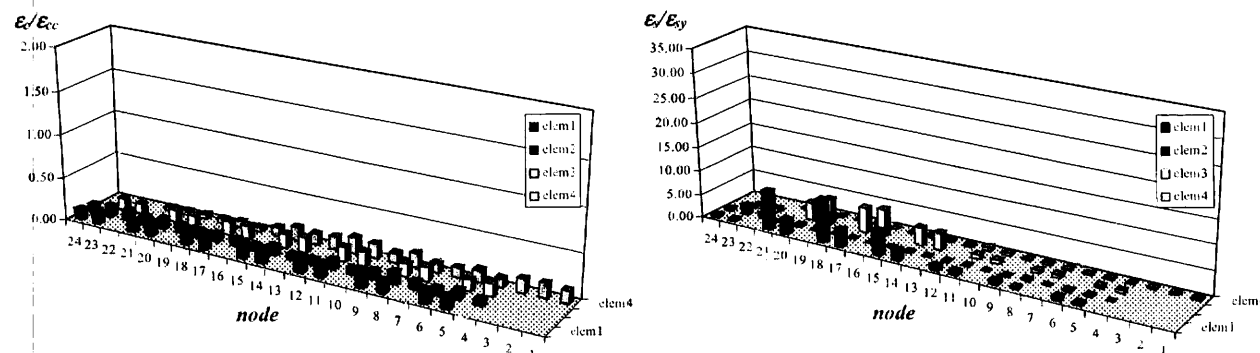 εc/εcc
2.00
1.50
1.00
0.50
0.00
24 23 22 21 20 19 18 17 16 15 14 13 12 11 10 9 8 7 6 5 4 3 2 1
node
elem1
elem2
elem3
elem4
elem4
elem1
εs/εsy
35.00
30.00
25.00
20.00
15.00
10.00
5.00
0.00
24 23 22 21 20 19 18 17 16 15 14 13 12 11 10 9 8 7 6 5 4 3 2 1
node
elem1
elem2
elem3
elem4
elem
elem1